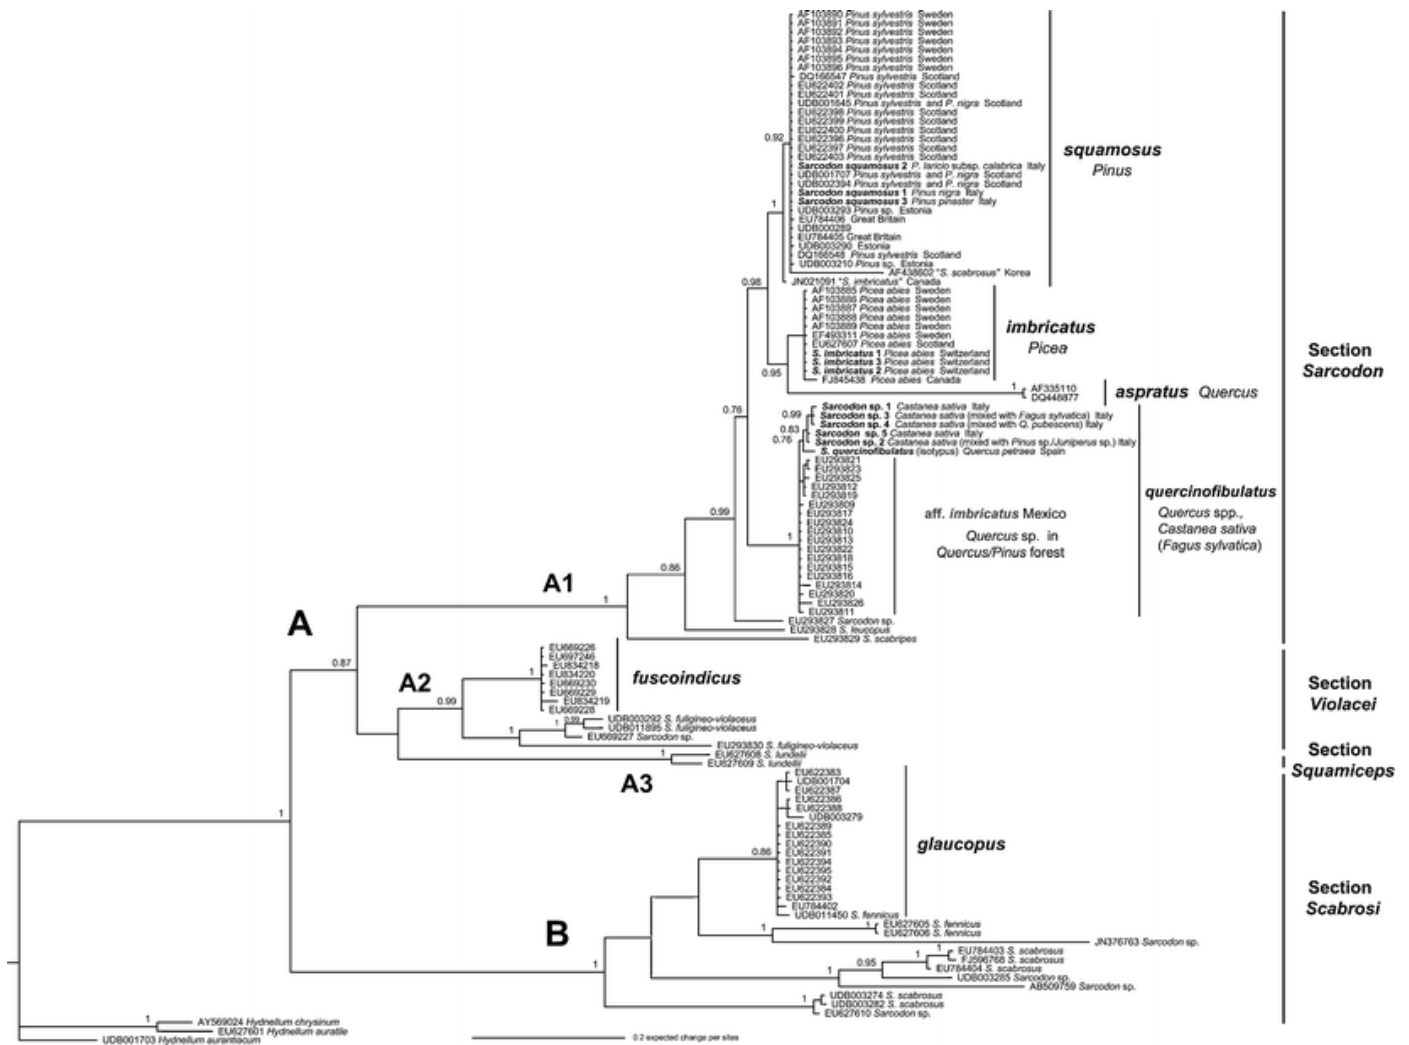 AF103890 Pinus sylvestris Sweden
AF103891 Pinus sylvestris Sweden
AF103892 Pinus sylvestris Sweden
AF103893 Pinus sylvestris Sweden
AF103894 Pinus sylvestris Sweden
AF103895 Pinus sylvestris Sweden
AF103896 Pinus sylvestris Sweden
DQ166547 Pinus sylvestris Scotland
EU622402 Pinus sylvestris Scotland
EU622401 Pinus sylvestris Scotland
UDB001645 Pinus sylvestris and P. nigra Scotland
EU622398 Pinus sylvestris Scotland
EU622399 Pinus sylvestris Scotland
EU622400 Pinus sylvestris Scotland
EU622396 Pinus sylvestris Scotland
0.92
EU622397 Pinus sylvestris Scotland
EU622403 Pinus sylvestris Scotland
squamosus
Pinus
Sarcodon squamosus 2 P. laricio subsp. calabrica Italy
UDB001707 Pinus sylvestris and P. nigra Scotland
UDB002394 Pinus sylvestris and P. nigra Scotland
Sarcodon squamosus 1 Pinus nigra Italy
Sarcodon squamosus 3 Pinus pinaster Italy
1
UDB003293 Pinus sp. Estonia
EU784406 Great Britain
UDB000289
EU784405 Great Britain
UDB003290 Estonia
DQ166548 Pinus sylvestris Scotland
UDB003210 Pinus sp. Estonia
AF438602 "S. scabrosus" Korea
JN021091 "S. imbricatus" Canada
0.98
AF103885 Picea abies Sweden
AF103886 Picea abies Sweden
AF103887 Picea abies Sweden
AF103888 Picea abies Sweden
AF103889 Picea abies Sweden
EF493311 Picea abies Sweden
EU627607 Picea abies Scotland
imbricatus
Picea
S. imbricatus 1 Picea abies Switzerland
S. imbricatus 3 Picea abies Switzerland
S. imbricatus 2 Picea abies Switzerland
0.95
FJ845438 Picea abies Canada
Section
Sarcodon
1
AF335110
DQ448877
aspratus Quercus
0.76
Sarcodon sp. 1 Castanea sativa Italy
0.99
Sarcodon sp. 3 Castanea sativa (mixed with Fagus sylvatica) Italy
Sarcodon sp. 4 Castanea sativa (mixed with Q. pubescens) Italy
0.83
Sarcodon sp. 5 Castanea sativa Italy
0.76
Sarcodon sp. 2 Castanea sativa (mixed with Pinus sp./Juniperus sp.) Italy
S. quercinofibulatus (isotypus) Quercus petraea Spain
EU293821
EU293823
EU293825
EU293812
EU293819
EU293809
EU293817
EU293824
EU293810
EU293813
EU293822
EU293818
EU293815
EU293816
EU293814
EU293820
EU293826
EU293811
1
aff. imbricatus Mexico
Quercus sp. in
Quercus/Pinus forest
quercinofibulatus
Quercus spp.,
Castanea sativa
(Fagus sylvatica)
0.99
0.86
A1
1
EU293827 Sarcodon sp.
EU293828 S. leucopus
EU293829 S. scabripes
A
0.87
EU669226
EU697246
EU834218
EU834220
EU669230
EU669229
EU834219
EU669228
1
fuscoindicus
A2
0.99
Section
Violacei
0.99
UDB003292 S. fuligineo-violaceus
1
UDB011895 S. fuligineo-violaceus
1
EU669227 Sarcodon sp.
EU293830 S. fuligineo-violaceus
1
EU627608 S. lundellii
EU627609 S. lundellii
Section
Squamiceps
A3
1
EU622383
UDB001704
EU622387
EU622386
EU622388
UDB003279
EU622389
EU622385
EU622390
EU622391
EU622394
EU622395
EU622392
EU622384
EU622393
EU784402
UDB011450 S. fennicus
0.86
glaucopus
Section
Scabrosi
B
1
1
1
EU627605 S. fennicus
EU627606 S. fennicus
JN376763 Sarcodon sp.
1
EU784403 S. scabrosus
1
FJ596768 S. scabrosus
0.95
EU784404 S. scabrosus
1
UDB003285 Sarcodon sp.
AB509759 Sarcodon sp.
1
UDB003274 S. scabrosus
UDB003282 S. scabrosus
EU627610 Sarcodon sp.
1
AY569024 Hydnellum chrysinum
EU627601 Hydnellum auratile
UDB001703 Hydnellum aurantiacum
0.2 expected change per sites